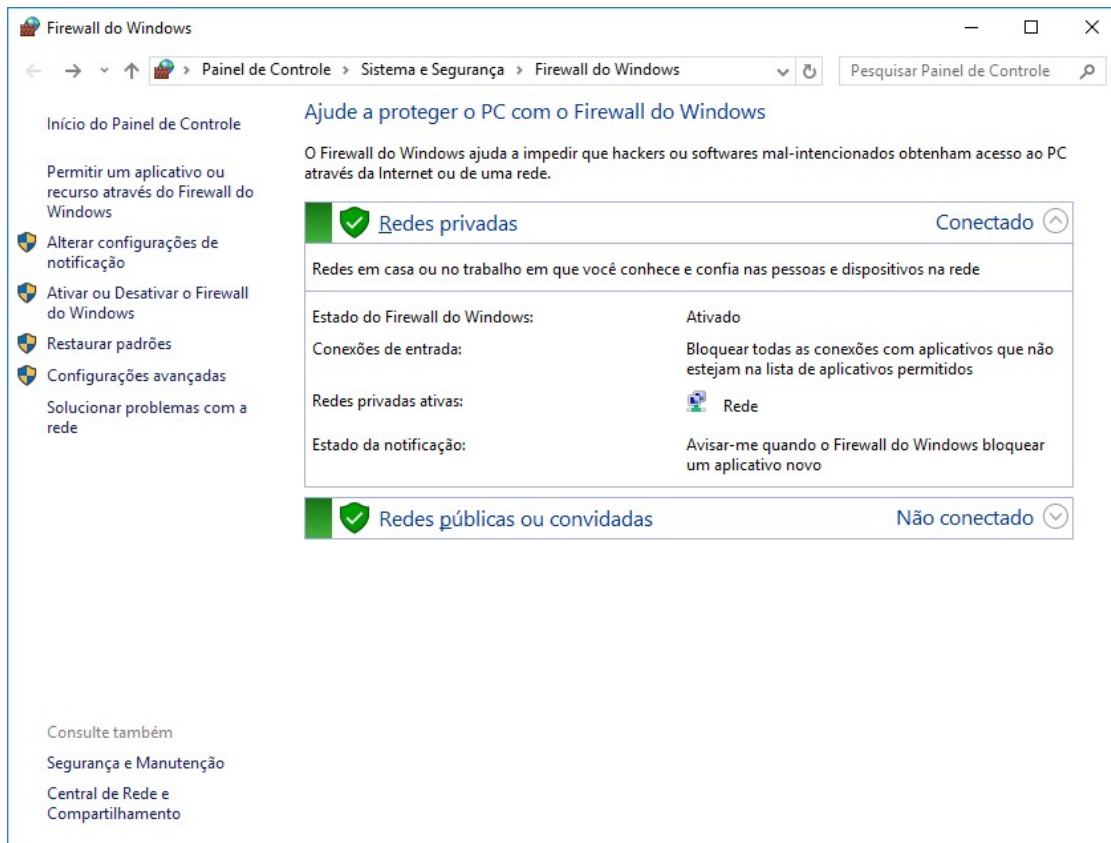 Firewall do Windows
Painel de Controle > Sistema e Segurança > Firewall do Windows
Pesquisar Painel de Controle
Início do Painel de Controle
Permitir um aplicativo ou
recurso através do Firewall do
Windows
Alterar configurações de
notificação
Ativar ou Desativar o Firewall
do Windows
Restaurar padrões
Configurações avançadas
Solucionar problemas com a
rede
Ajude a proteger o PC com o Firewall do Windows
O Firewall do Windows ajuda a impedir que hackers ou softwares mal-intencionados obtenham acesso ao PC
através da Internet ou de uma rede.
Redes privadas Conectado
Redes em casa ou no trabalho em que você conhece e confia nas pessoas e dispositivos na rede
Estado do Firewall do Windows: Ativado
Conexões de entrada: Bloquear todas as conexões com aplicativos que não
estejam na lista de aplicativos permitidos
Redes privadas ativas: Rede
Estado da notificação: Avisar-me quando o Firewall do Windows bloquear
um aplicativo novo
Redes públicas ou convidadas Não conectado
Consulte também
Segurança e Manutenção
Central de Rede e
Compartilhamento